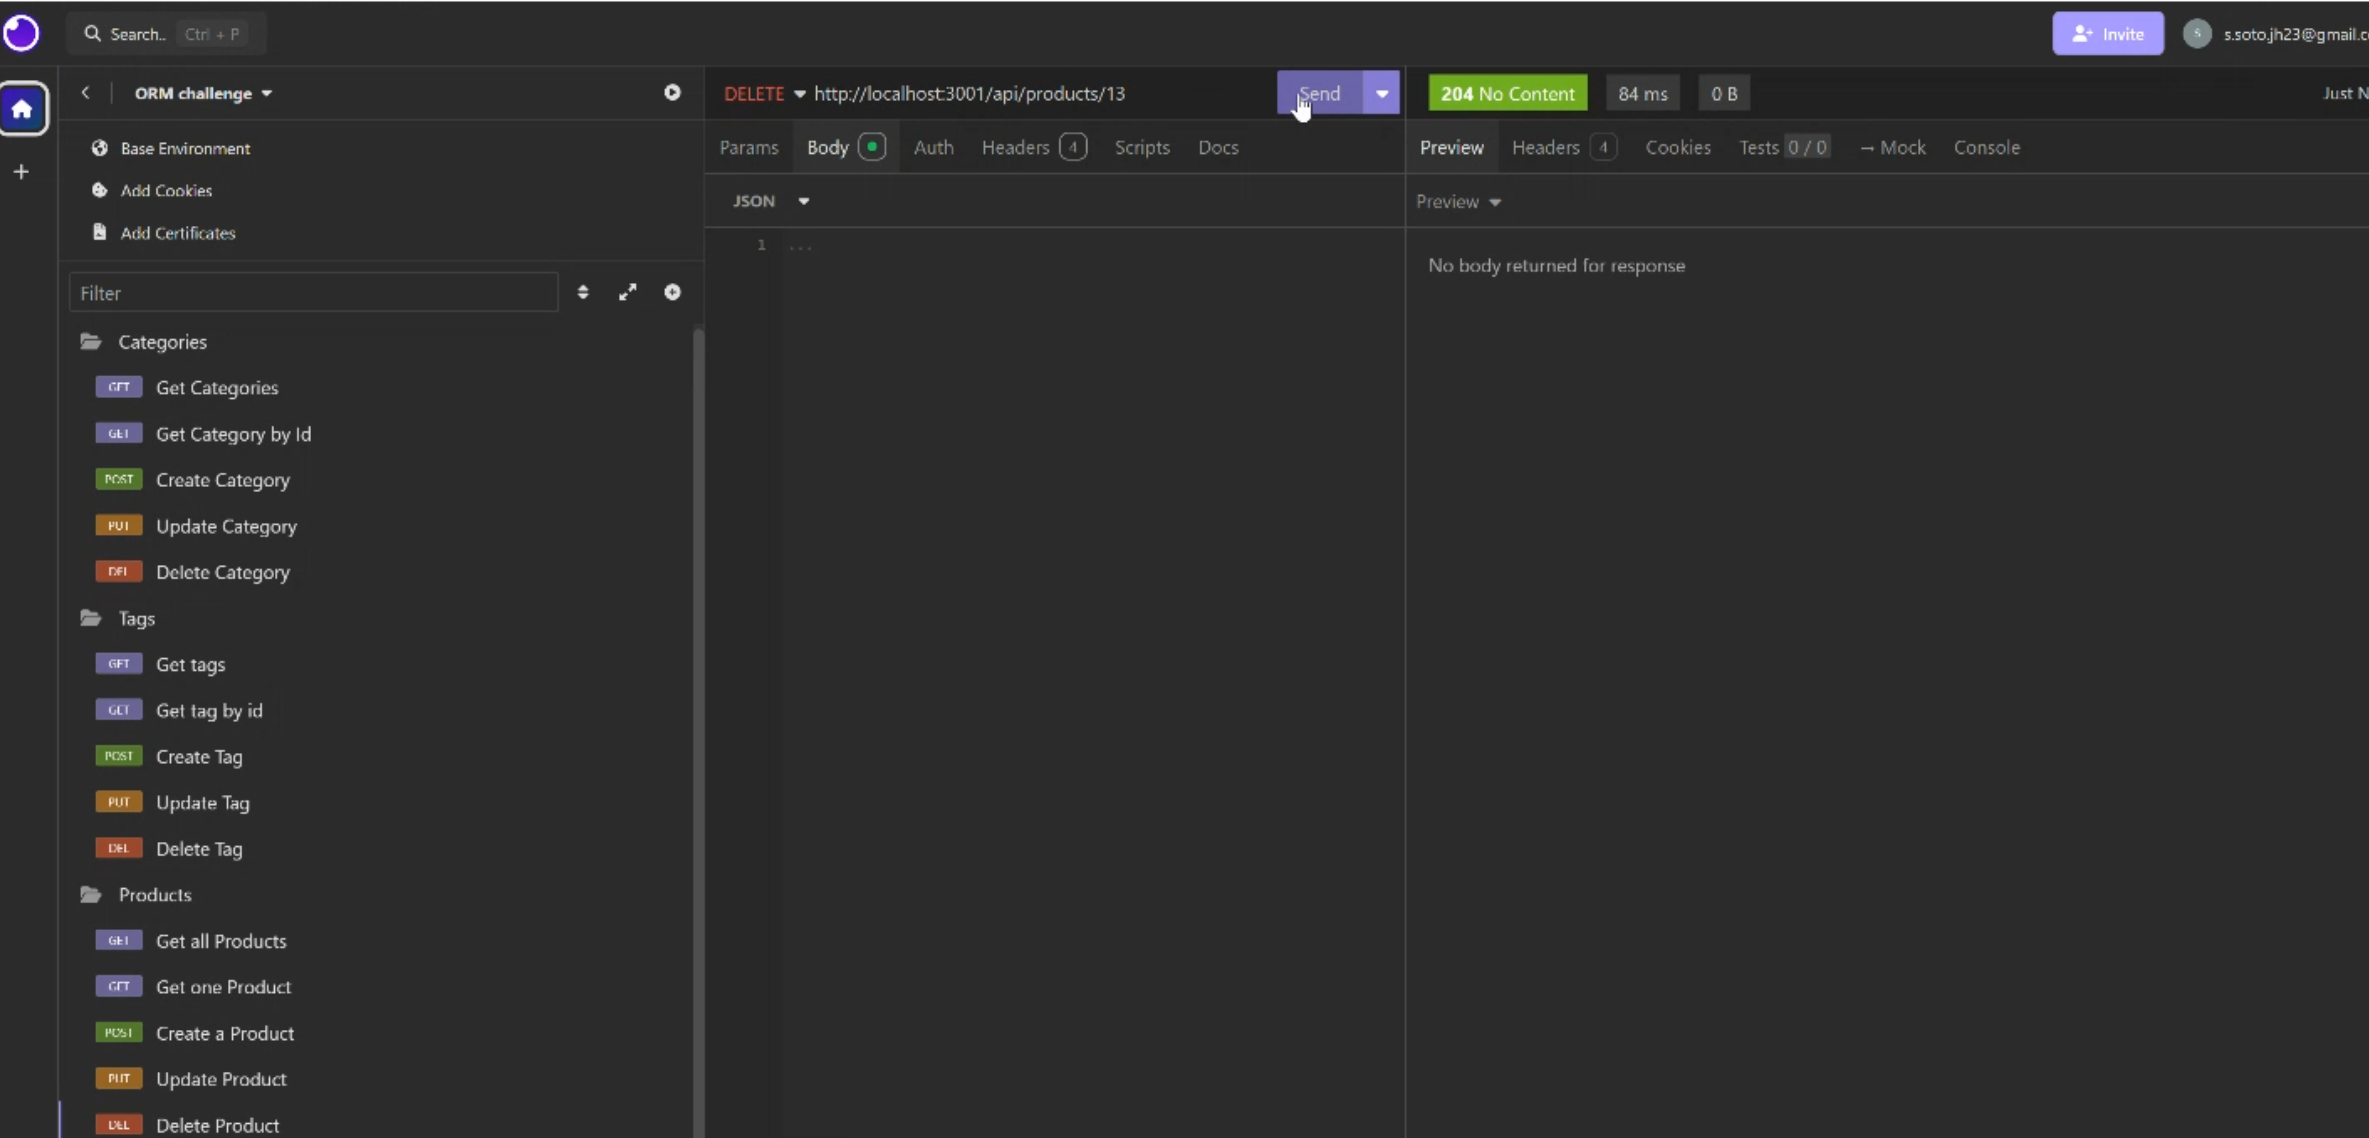 Search.. Ctrl + P
Invite
S
s.soto.jh23@gmail.c
ORM challenge
DELETE http://localhost:3001/api/products/13
Send
204 No Content 84 ms 0 B
Just N
Base Environment
Add Cookies
Add Certificates
Params Body Auth Headers 4 Scripts Docs
Preview Headers 4 Cookies Tests 0 / 0 → Mock Console
JSON
Preview
1 ...
No body returned for response
Filter
Categories
GET Get Categories
GET Get Category by Id
POST Create Category
PUT Update Category
DEL Delete Category
Tags
GET Get tags
GET Get tag by id
POST Create Tag
PUT Update Tag
DEL Delete Tag
Products
GET Get all Products
GET Get one Product
POST Create a Product
PUT Update Product
DEL Delete Product